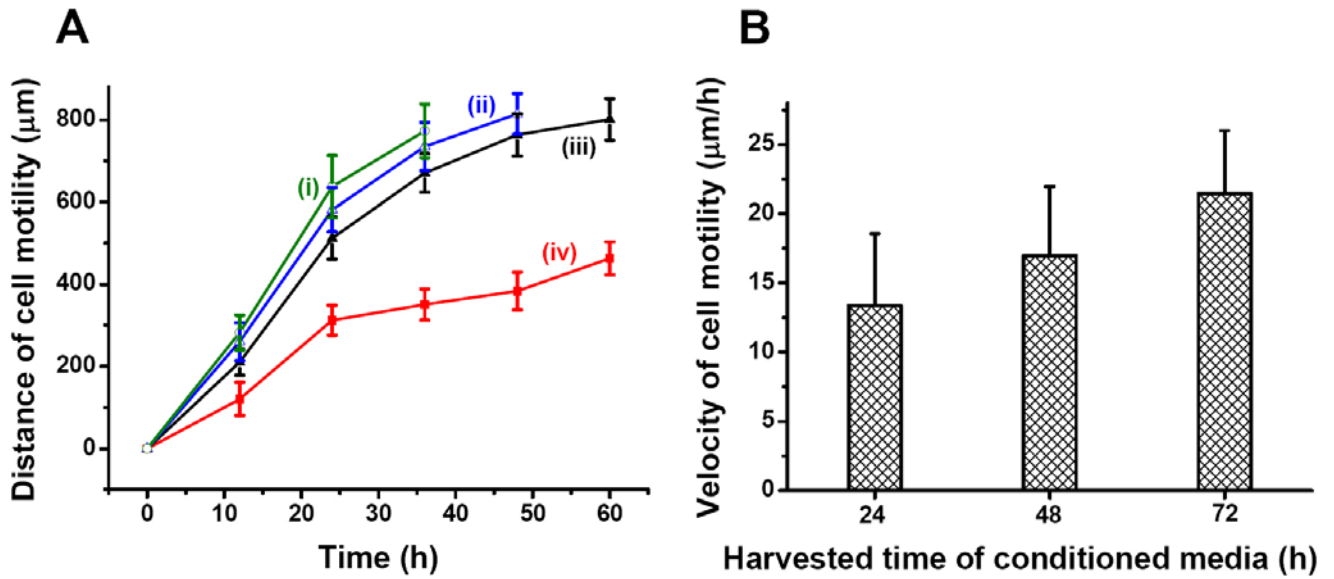 A
Distance of cell motility (μm)
800
600
400
200
0
(i)
(ii)
(iii)
(iv)
0 10 20 30 40 50 60
Time (h)
B
Velocity of cell motility (μm/h)
25
20
15
10
5
0
24 48 72
Harvested time of conditioned media (h)